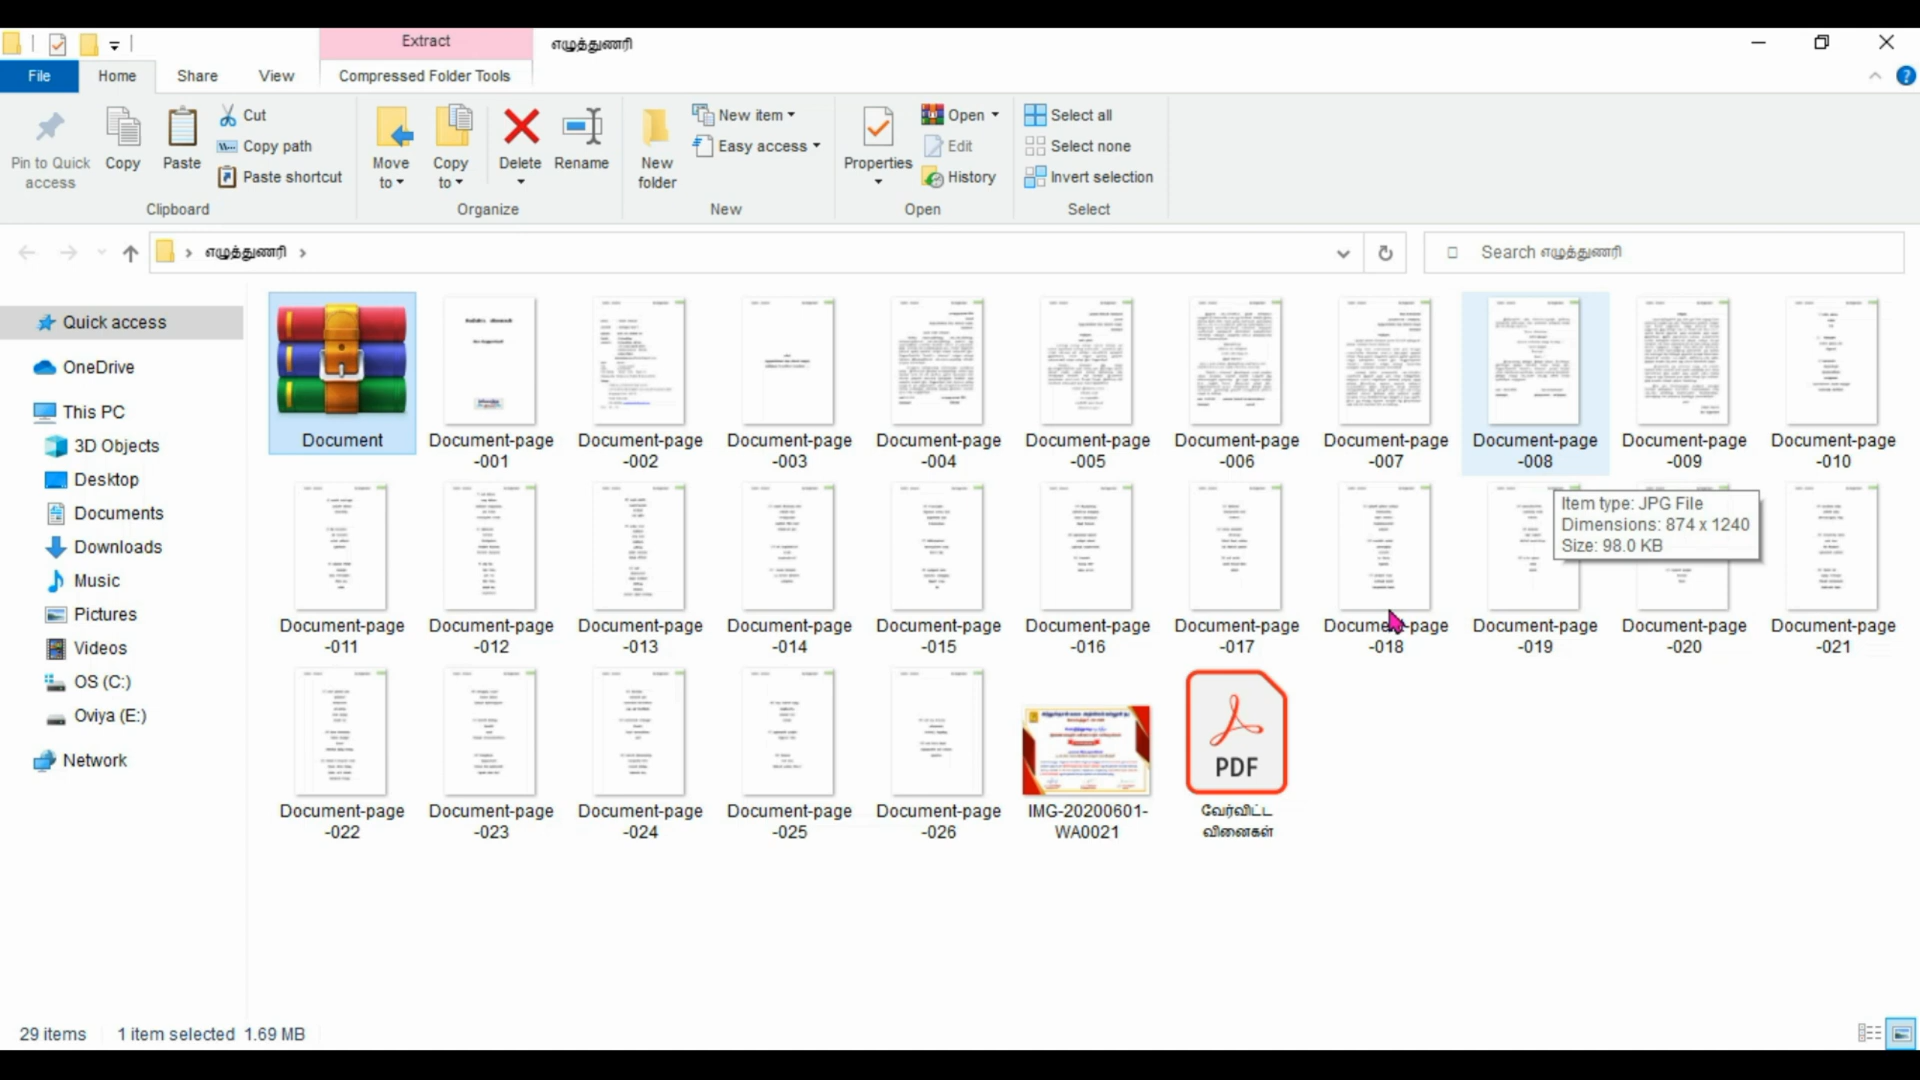 Extract
எழுத்துணரி
File
Home
Share
View
Compressed Folder Tools
Pin to Quick access
Copy
Paste
Cut
Copy path
Paste shortcut
Clipboard
Move to
Copy to
Delete
Rename
Organize
New folder
New item
Easy access
New
Properties
Open
Edit
History
Open
Select all
Select none
Invert selection
Select
எழுத்துணரி
Search எழுத்துணரி
Quick access
OneDrive
This PC
3D Objects
Desktop
Documents
Downloads
Music
Pictures
Videos
OS (C:)
Oviya (E:)
Network
Document
Document-page-001
Document-page-002
Document-page-003
Document-page-004
Document-page-005
Document-page-006
Document-page-007
Document-page-008
Document-page-009
Document-page-010
Item type: JPG File
Dimensions: 874 x 1240
Size: 98.0 KB
Document-page-011
Document-page-012
Document-page-013
Document-page-014
Document-page-015
Document-page-016
Document-page-017
Document-page-018
Document-page-019
Document-page-020
Document-page-021
Document-page-022
Document-page-023
Document-page-024
Document-page-025
Document-page-026
IMG-20200601-WA0021
PDF
வேர்விட்ட வினைகள்
29 items
1 item selected 1.69 MB